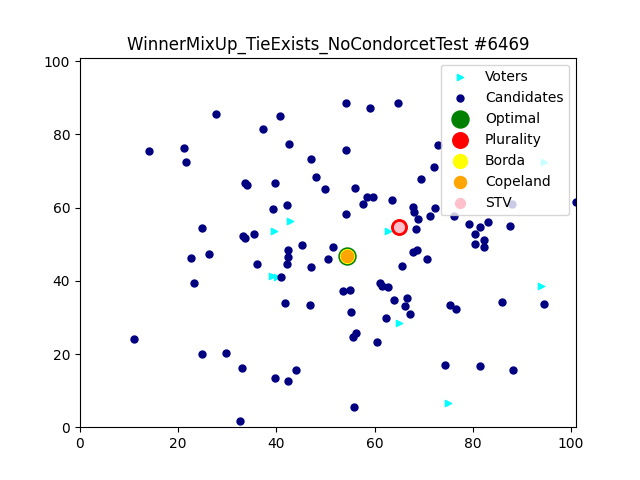 WinnerMixUp_TieExists_NoCondorcetTest #6469
100
80
60
40
20
0
0
20
40
60
80
100
Voters
Candidates
Optimal
Plurality
Borda
Copeland
STV